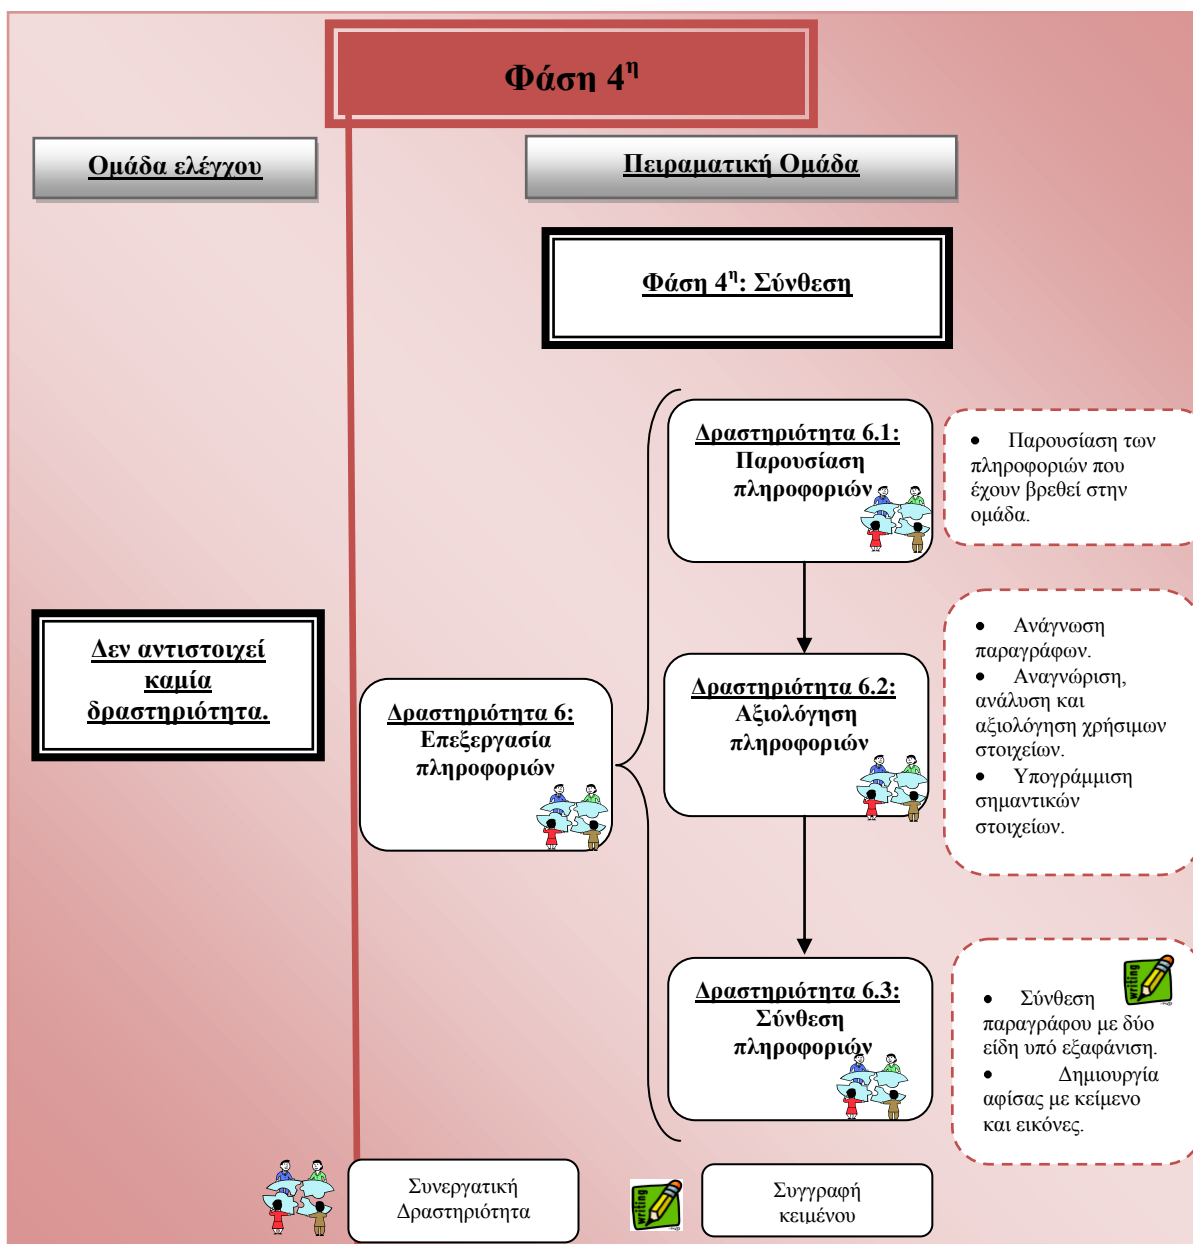 Φάση 4η
Ομάδα ελέγχου
Πειραματική Ομάδα
Φάση 4η: Σύνθεση
Δεν αντιστοιχεί
καμία
δραστηριότητα.
Δραστηριότητα 6:
Επεξεργασία
πληροφοριών
Δραστηριότητα 6.1:
Παρουσίαση
πληροφοριών
• Παρουσίαση των
πληροφοριών που
έχουν βρεθεί στην
ομάδα.
Δραστηριότητα 6.2:
Αξιολόγηση
πληροφοριών
• Ανάγνωση
παραγράφων.
• Αναγνώριση,
ανάλυση και
αξιολόγηση χρήσιμων
στοιχείων.
• Υπογράμμιση
σημαντικών
στοιχείων.
Δραστηριότητα 6.3:
Σύνθεση
πληροφοριών
writing
• Σύνθεση
παραγράφου με δύο
είδη υπό εξαφάνιση.
• Δημιουργία
αφίσας με κείμενο
και εικόνες.
Συνεργατική
Δραστηριότητα
writing
Συγγραφή
κειμένου